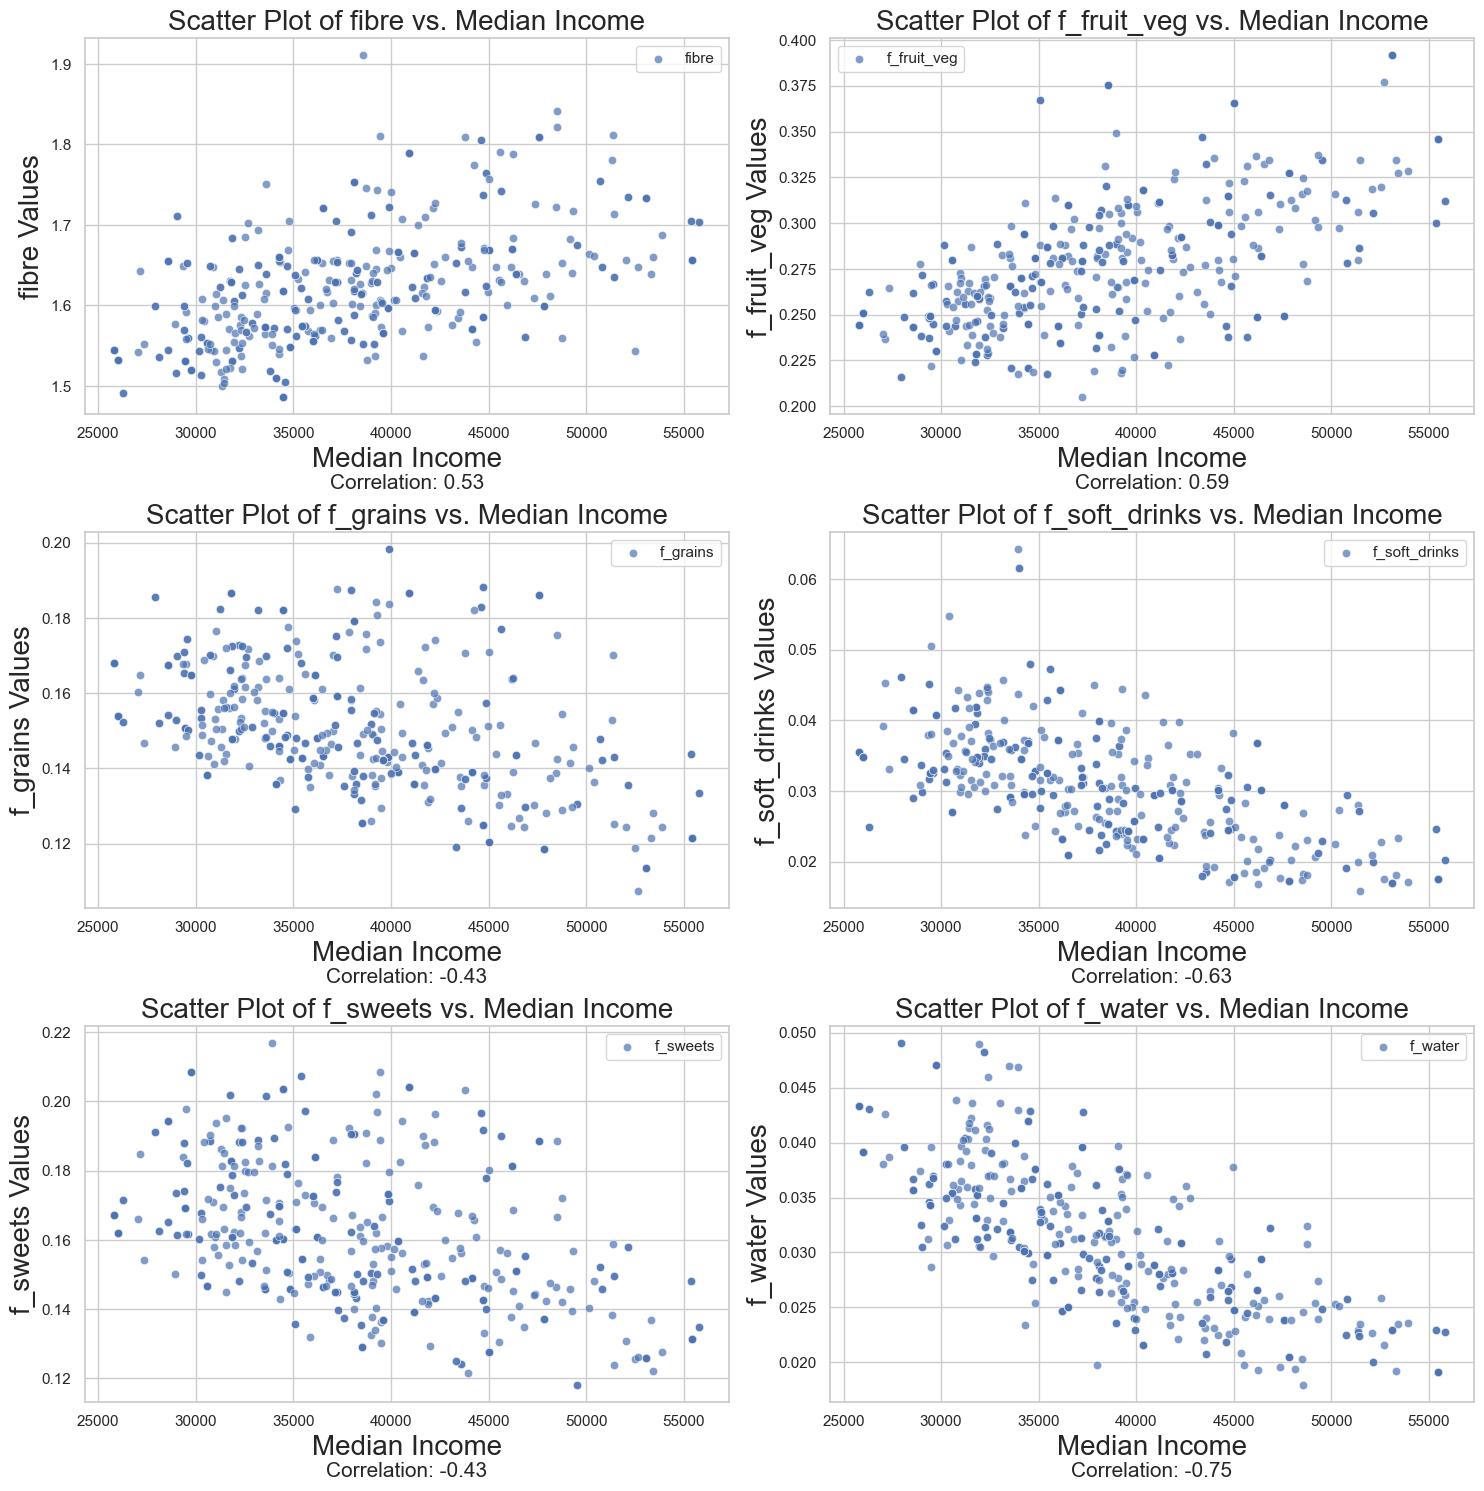 Scatter Plot of fibre vs. Median Income
fibre
fibre Values
1.9
1.8
1.7
1.6
1.5
25000 30000 35000 40000 45000 50000 55000
Median Income
Correlation: 0.53
Scatter Plot of f_fruit_veg vs. Median Income
f_fruit_veg
f_fruit_veg Values
0.400
0.375
0.350
0.325
0.300
0.275
0.250
0.225
0.200
25000 30000 35000 40000 45000 50000 55000
Median Income
Correlation: 0.59
Scatter Plot of f_grains vs. Median Income
f_grains
f_grains Values
0.20
0.18
0.16
0.14
0.12
25000 30000 35000 40000 45000 50000 55000
Median Income
Correlation: -0.43
Scatter Plot of f_soft_drinks vs. Median Income
f_soft_drinks
f_soft_drinks Values
0.06
0.05
0.04
0.03
0.02
25000 30000 35000 40000 45000 50000 55000
Median Income
Correlation: -0.63
Scatter Plot of f_sweets vs. Median Income
f_sweets
f_sweets Values
0.22
0.20
0.18
0.16
0.14
0.12
25000 30000 35000 40000 45000 50000 55000
Median Income
Correlation: -0.43
Scatter Plot of f_water vs. Median Income
f_water
f_water Values
0.050
0.045
0.040
0.035
0.030
0.025
0.020
25000 30000 35000 40000 45000 50000 55000
Median Income
Correlation: -0.75